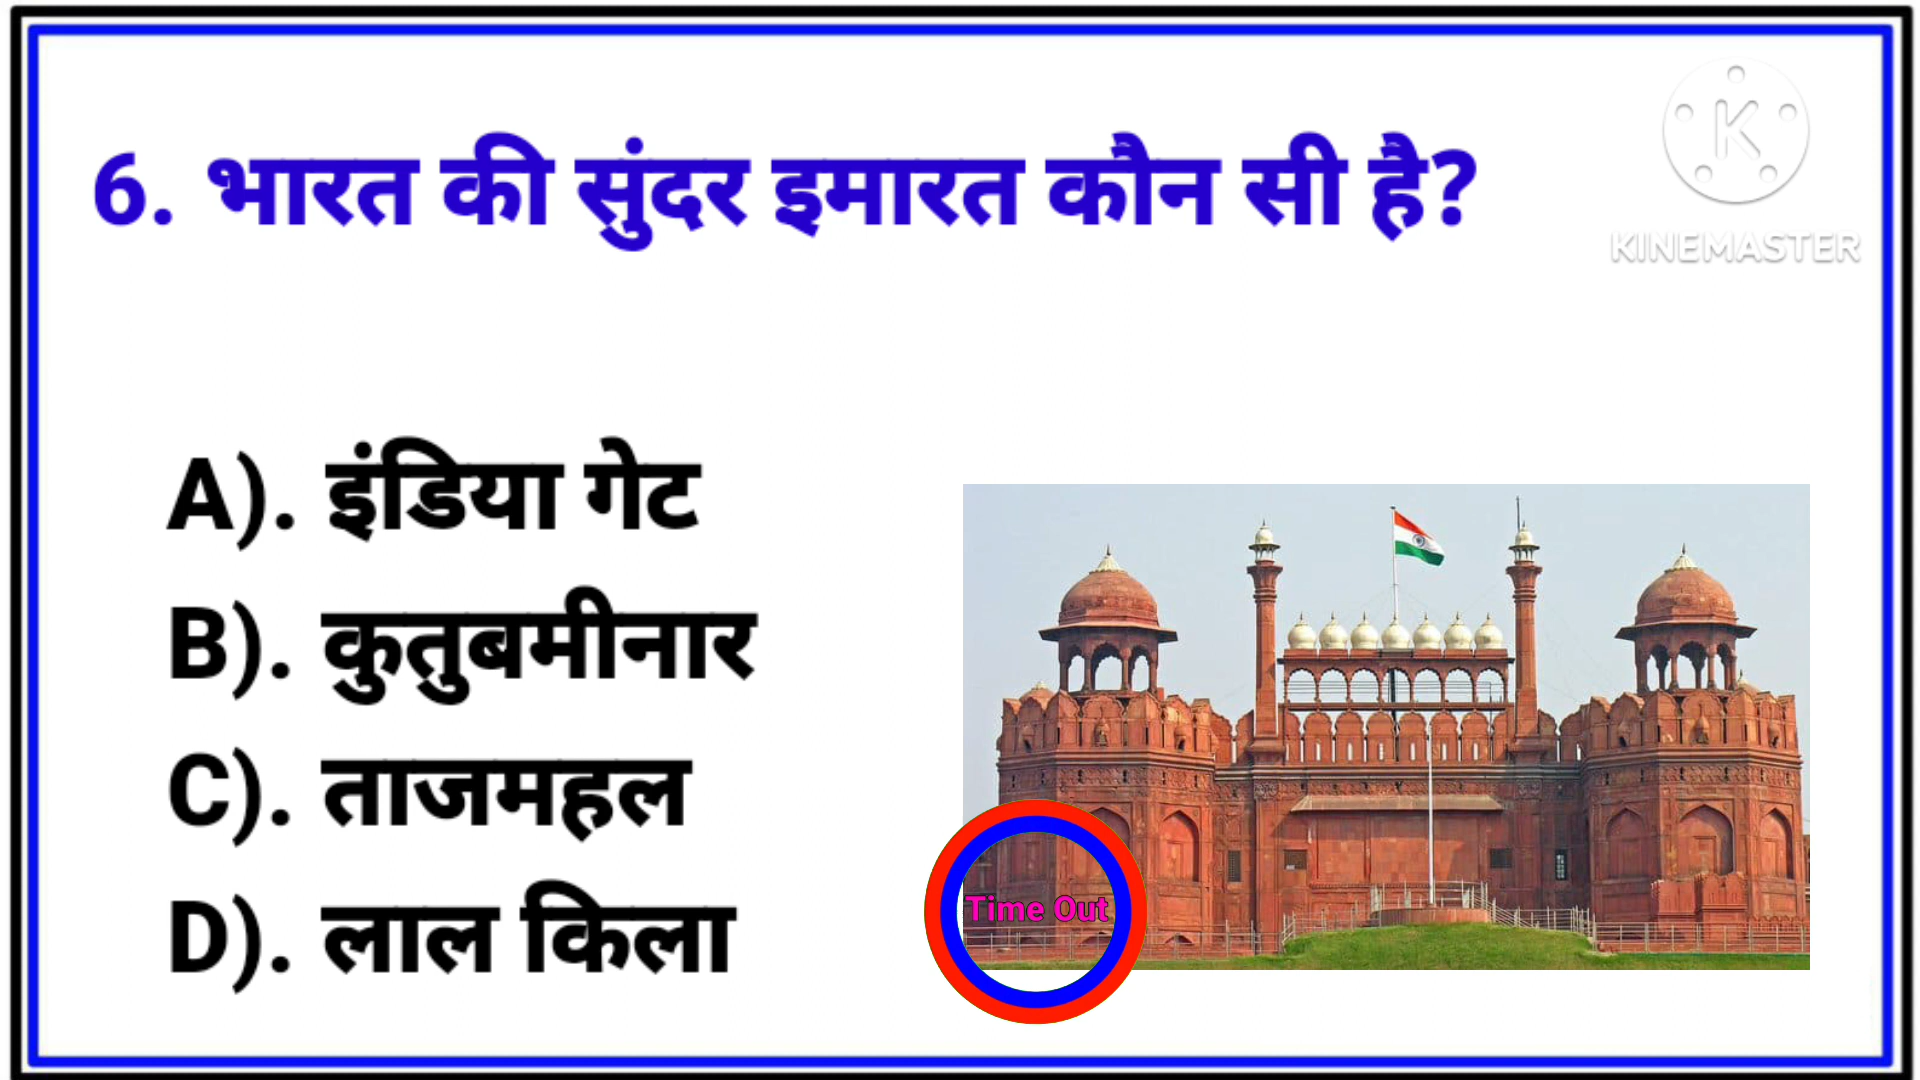 6. भारत की सुंदर इमारत कौन सी है?
KINEMASTER
A). इंडिया गेट
B). कुतुबमीनार
C). ताजमहल
D). लाल किला
Time Out